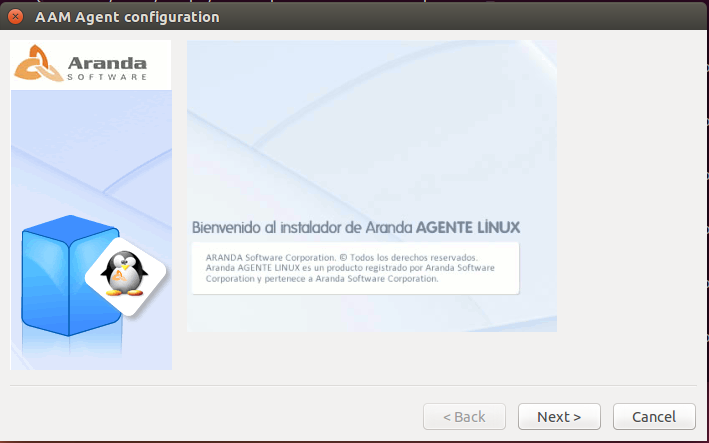 AAM Agent configuration
Aranda
SOFTWARE
Bienvenido al instalador de Aranda AGENTE LÍNUX
ARANDA Software Corporation. © Todos los derechos reservados.
Aranda AGENTE LINUX es un producto registrado por Aranda Software
Corporation y pertenece a Aranda Software Corporation.
< Back
Next >
Cancel